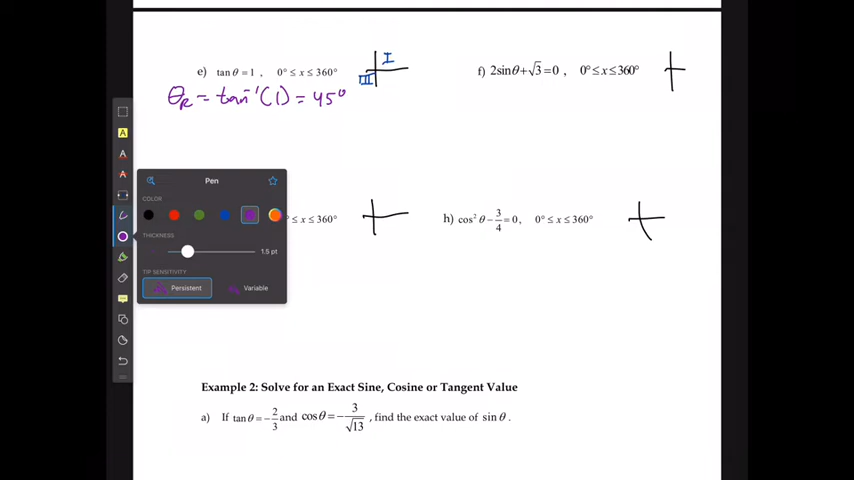 e) tan θ = 1 , 0° ≤ x ≤ 360°
I
III
θR = tan⁻¹(1) = 45°
f) 2sinθ+√3=0 , 0°≤x≤360°
A
A
A
Pen
COLOR
THICKNESS
1.5 pt
TIP SENSITIVITY
Persistent
Variable
° ≤ x ≤ 360°
h) cos² θ − 3/4 = 0, 0° ≤ x ≤ 360°
Example 2: Solve for an Exact Sine, Cosine or Tangent Value
a) If tan θ = −2/3 and cos θ = −3/√13 , find the exact value of sin θ .